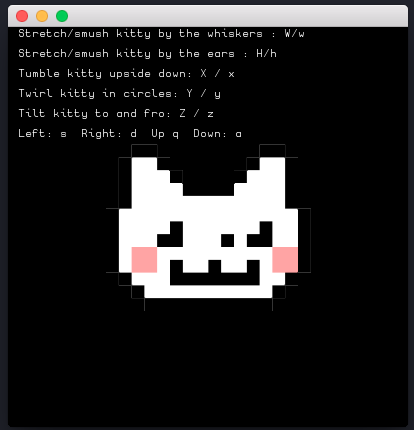 Stretch/smush kitty by the whiskers : W/w
Stretch/smush kitty by the ears : H/h
Tumble kitty upside down: X / x
Twirl kitty in circles: Y / y
Tilt kitty to and fro: Z / z
Left: s  Right: d  Up q  Down: a